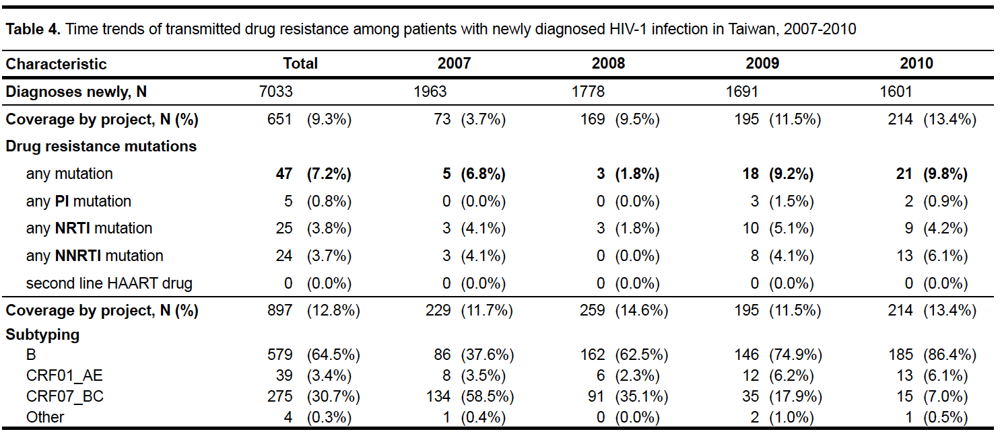 Table 4. Time trends of transmitted drug resistance among patients with newly diagnosed HIV-1 infection in Taiwan, 2007-2010
Characteristic Total 2007 2008 2009 2010
Diagnoses newly, N 7033 1963 1778 1691 1601
Coverage by project, N (%) 651 (9.3%) 73 (3.7%) 169 (9.5%) 195 (11.5%) 214 (13.4%)
Drug resistance mutations
any mutation 47 (7.2%) 5 (6.8%) 3 (1.8%) 18 (9.2%) 21 (9.8%)
any PI mutation 5 (0.8%) 0 (0.0%) 0 (0.0%) 3 (1.5%) 2 (0.9%)
any NRTI mutation 25 (3.8%) 3 (4.1%) 3 (1.8%) 10 (5.1%) 9 (4.2%)
any NNRTI mutation 24 (3.7%) 3 (4.1%) 0 (0.0%) 8 (4.1%) 13 (6.1%)
second line HAART drug 0 (0.0%) 0 (0.0%) 0 (0.0%) 0 (0.0%) 0 (0.0%)
Coverage by project, N (%) 897 (12.8%) 229 (11.7%) 259 (14.6%) 195 (11.5%) 214 (13.4%)
Subtyping
B 579 (64.5%) 86 (37.6%) 162 (62.5%) 146 (74.9%) 185 (86.4%)
CRF01_AE 39 (3.4%) 8 (3.5%) 6 (2.3%) 12 (6.2%) 13 (6.1%)
CRF07_BC 275 (30.7%) 134 (58.5%) 91 (35.1%) 35 (17.9%) 15 (7.0%)
Other 4 (0.3%) 1 (0.4%) 0 (0.0%) 2 (1.0%) 1 (0.5%)